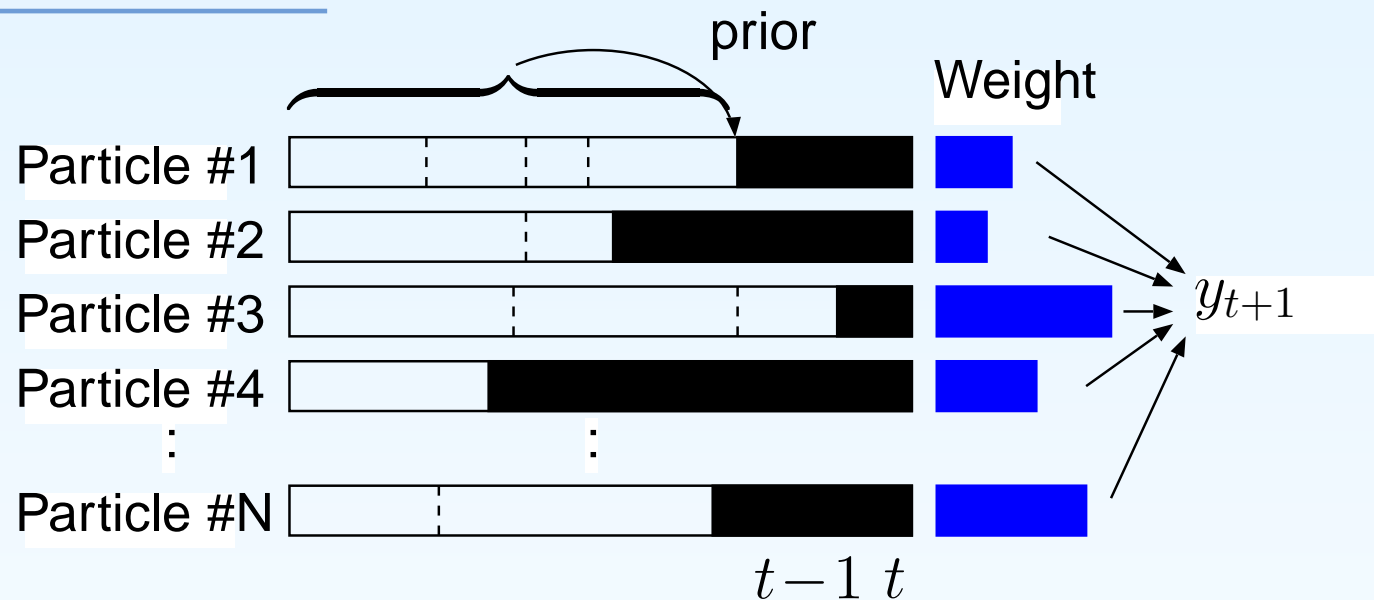 prior
Weight
Particle #1
Particle #2
Particle #3
y_{t+1}
Particle #4
:
:
Particle #N
t−1 t